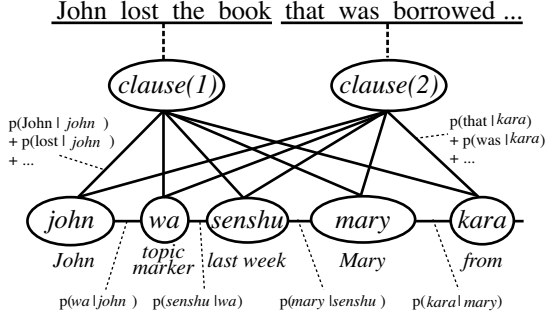 John lost the book that was borrowed ...
clause(1) clause(2)
p(John | john )
+ p(lost | john )
+ ...
p(that | kara )
+ p(was | kara)
+ ...
john wa senshu mary kara
John topic marker last week Mary from
p(wa | john ) p(senshu | wa) p(mary | senshu ) p(kara | mary)